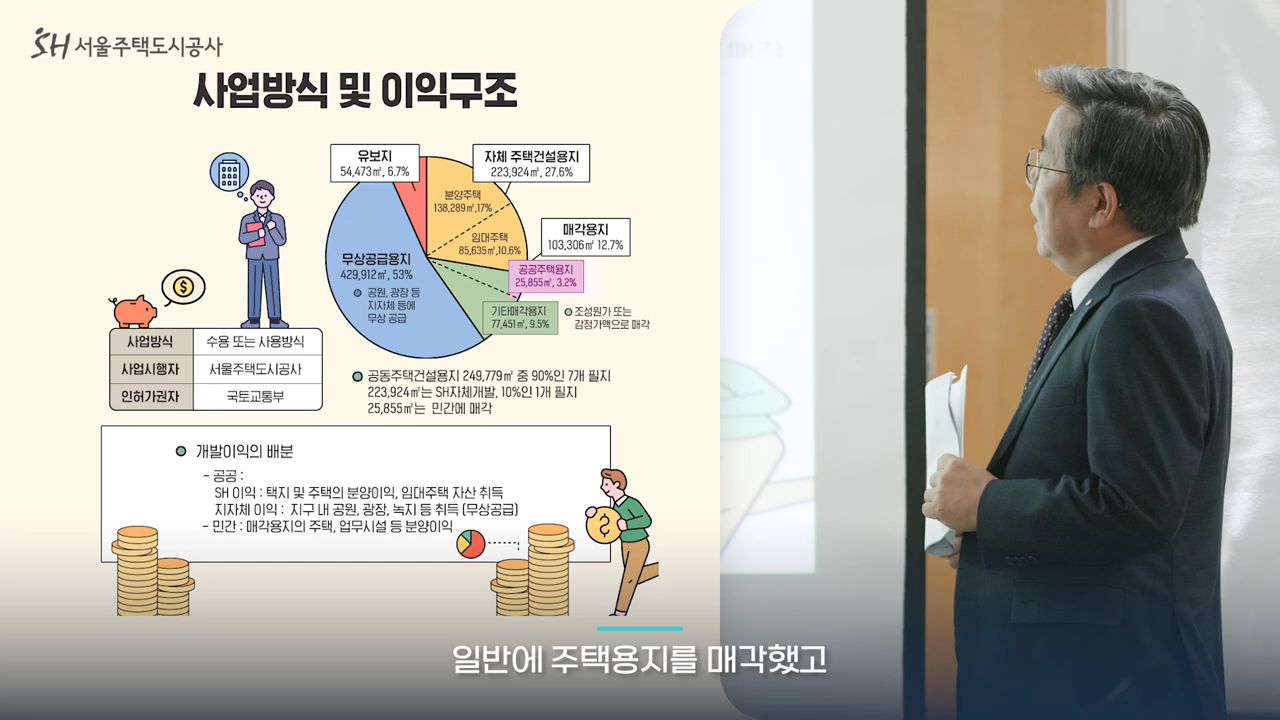 SH 서울주택도시공사
사업방식 및 이익구조
유보지
54,473㎡, 6.7%
자체 주택건설용지
223,924㎡, 27.6%
분양주택
138,289㎡,17%
임대주택
85,635㎡,10.6%
매각용지
103,306㎡ 12.7%
공공주택용지
25,855㎡, 3.2%
무상공급용지
429,912㎡, 53%
공원, 광장 등
지자체 등에
무상 공급
기타매각용지
77,451㎡, 9.5%
조성원가 또는
감정가액으로 매각
사업방식 수용 또는 사용방식
사업시행자 서울주택도시공사
인허가권자 국토교통부
공동주택건설용지 249,779㎡ 중 90%인 7개 필지
223,924㎡는 SH자체개발, 10%인 1개 필지
25,855㎡는 민간에 매각
개발이익의 배분
- 공공 :
SH 이익 : 택지 및 주택의 분양이익, 임대주택 자산 취득
지자체 이익 : 지구 내 공원, 광장, 녹지 등 취득 (무상공급)
- 민간 : 매각용지의 주택, 업무시설 등 분양이익
일반에 주택용지를 매각했고